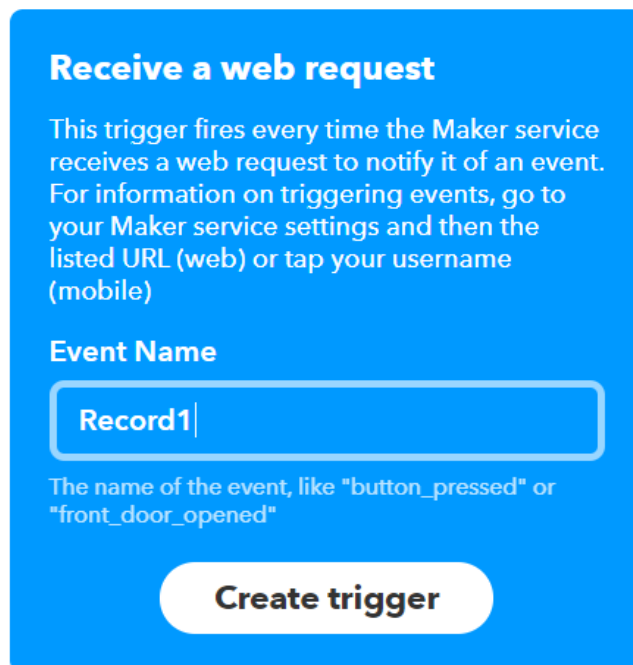 Receive a web request
This trigger fires every time the Maker service
receives a web request to notify it of an event.
For information on triggering events, go to
your Maker service settings and then the
listed URL (web) or tap your username
(mobile)
Event Name
Record1
The name of the event, like "button_pressed" or
"front_door_opened"
Create trigger